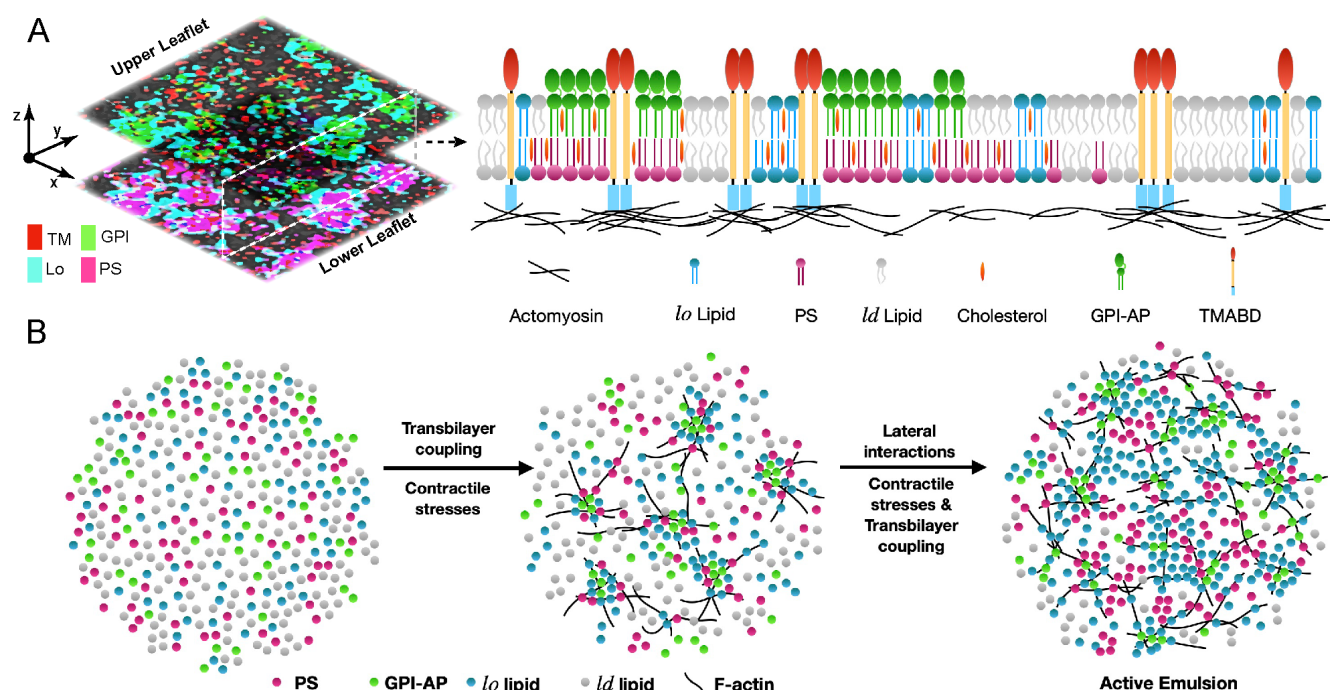 A
Upper Leaflet
z
y
x
Lower Leaflet
TM
GPI
Lo
PS
Actomyosin
lo Lipid
PS
ld Lipid
Cholesterol
GPI-AP
TMABD
B
Transbilayer
coupling
Contractile
stresses
Lateral
interactions
Contractile
stresses &
Transbilayer
coupling
PS
GPI-AP
lo lipid
ld lipid
F-actin
Active Emulsion